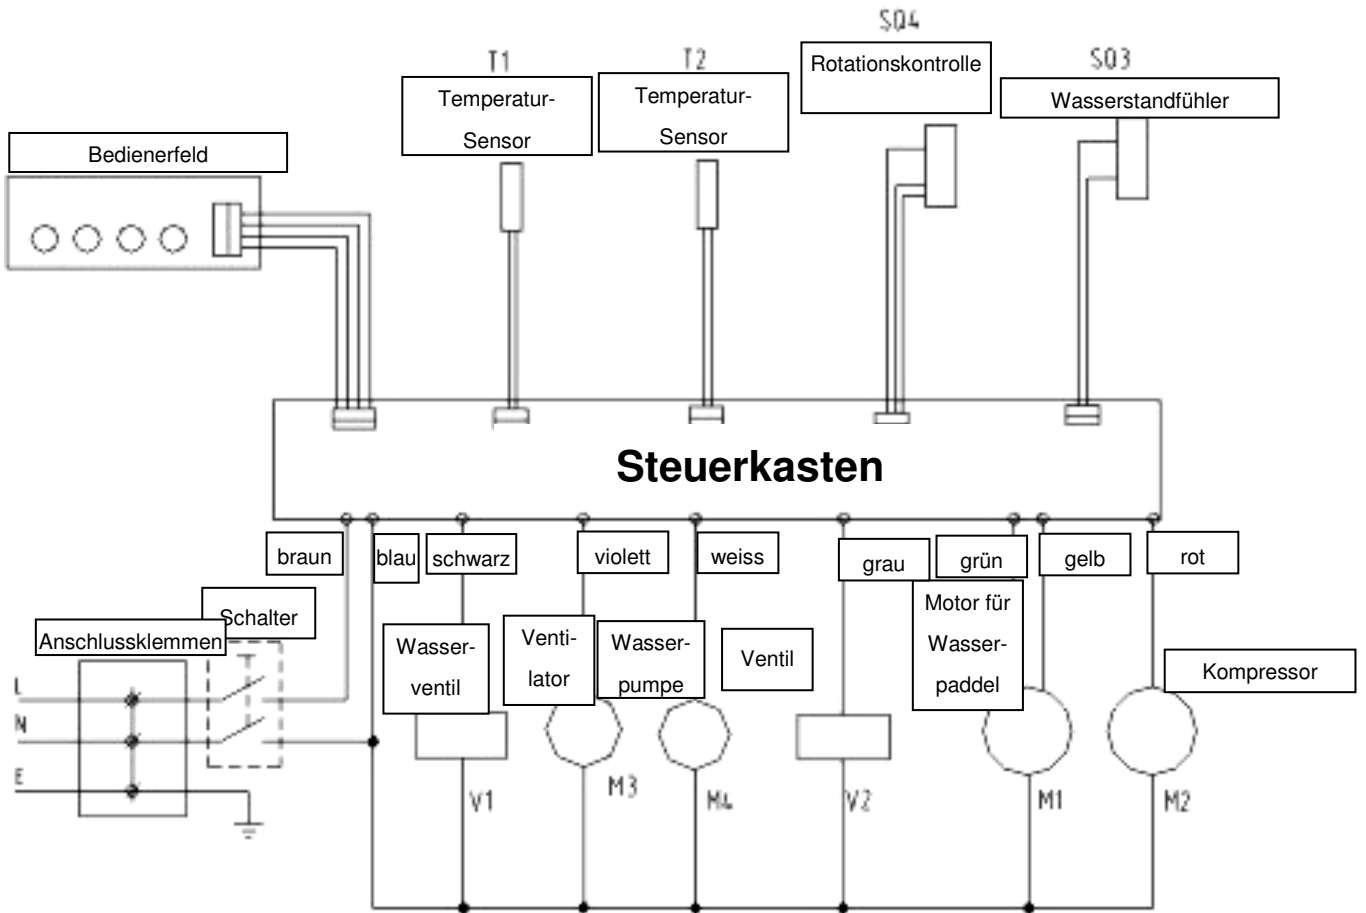 SQ4
T1
T2
SQ3
Rotationskontrolle
Temperatur-
Sensor
Temperatur-
Sensor
Wasserstandfühler
Bedienerfeld
Steuerkasten
braun
blau
schwarz
violett
weiss
grau
grün
gelb
rot
Schalter
Anschlussklemmen
Wasser-
ventil
Venti-
lator
Wasser-
pumpe
Ventil
Motor für
Wasser-
paddel
Kompressor
L
N
E
V1
M3
M4
V2
M1
M2